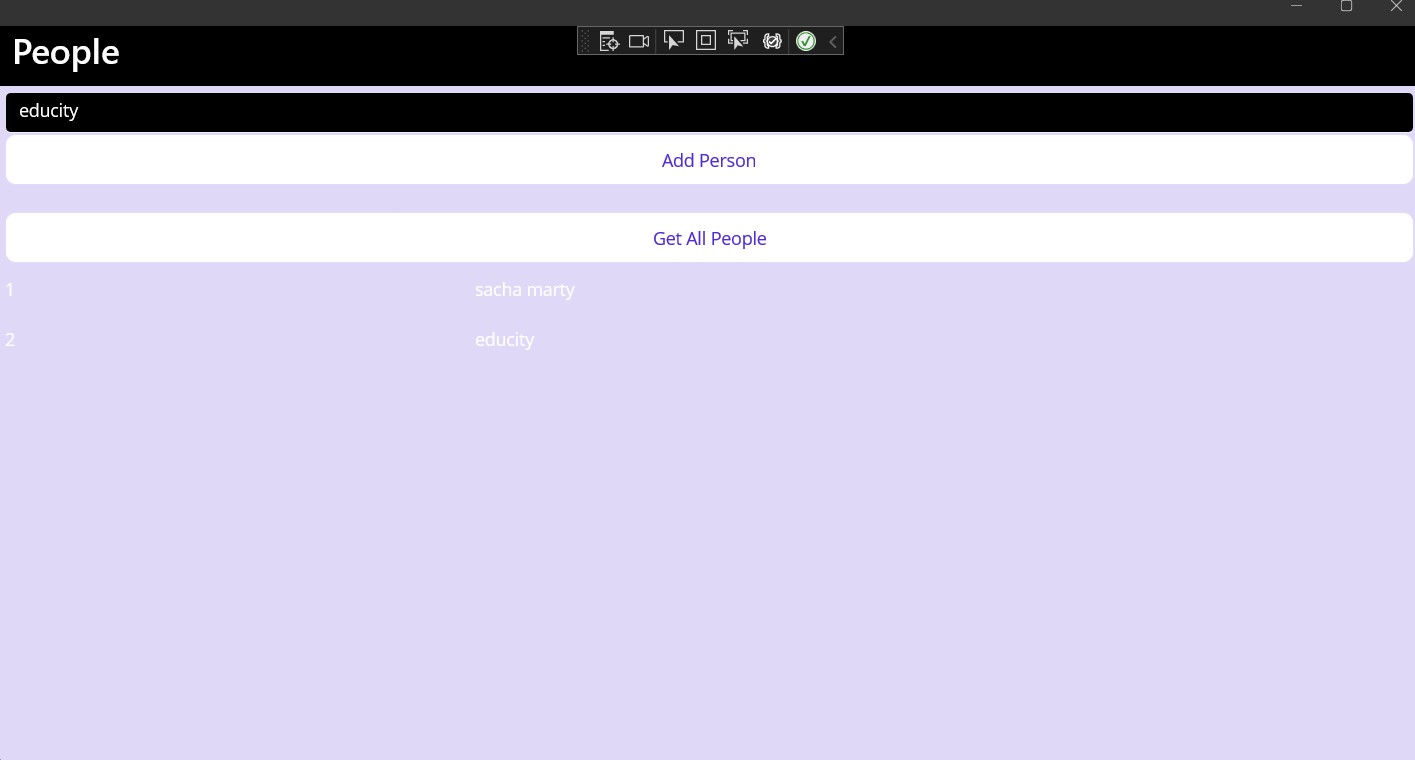 People
educity
Add Person
Get All People
1 sacha marty
2 educity